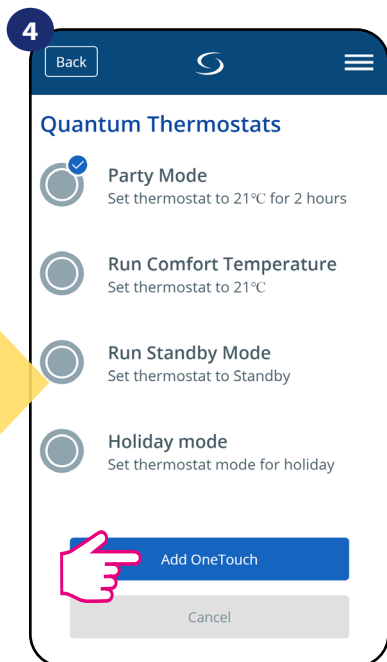 4
Back
Quantum Thermostats
Party Mode
Set thermostat to 21℃ for 2 hours
Run Comfort Temperature
Set thermostat to 21℃
Run Standby Mode
Set thermostat to Standby
Holiday mode
Set thermostat mode for holiday
Add OneTouch
Cancel